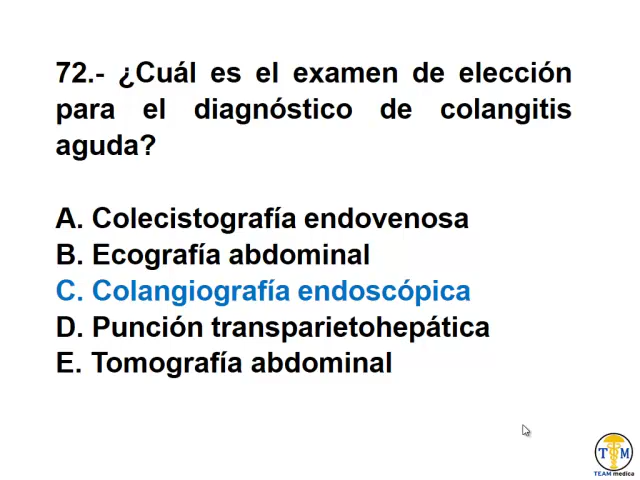 72.- ¿Cuál es el examen de elección
para el diagnóstico de colangitis
aguda?
A. Colecistografía endovenosa
B. Ecografía abdominal
C. Colangiografía endoscópica
D. Punción transparietohepática
E. Tomografía abdominal
T M
TEAM medica